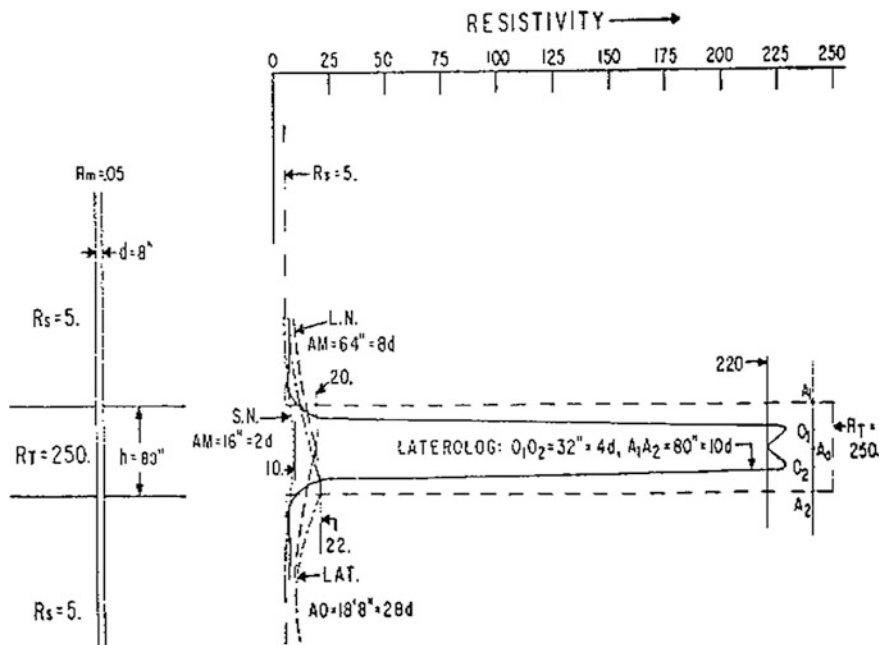 RESISTIVITY
0 25 50 75 100 125 150 175 200 225 250
Rm=.05
Rs=5.
d=8"
Rs=5.
L.N.
AM=64"=8d
220
20.
A1
S.N.
O1
RT=
250.
AM=16"=2d
RT=250.
h=80"
LATEROLOG: O1O2=32"=4d, A1A2=80"=10d
A0
10.
O2
A2
22.
LAT.
Rs=5.
AO=18'8"=28d